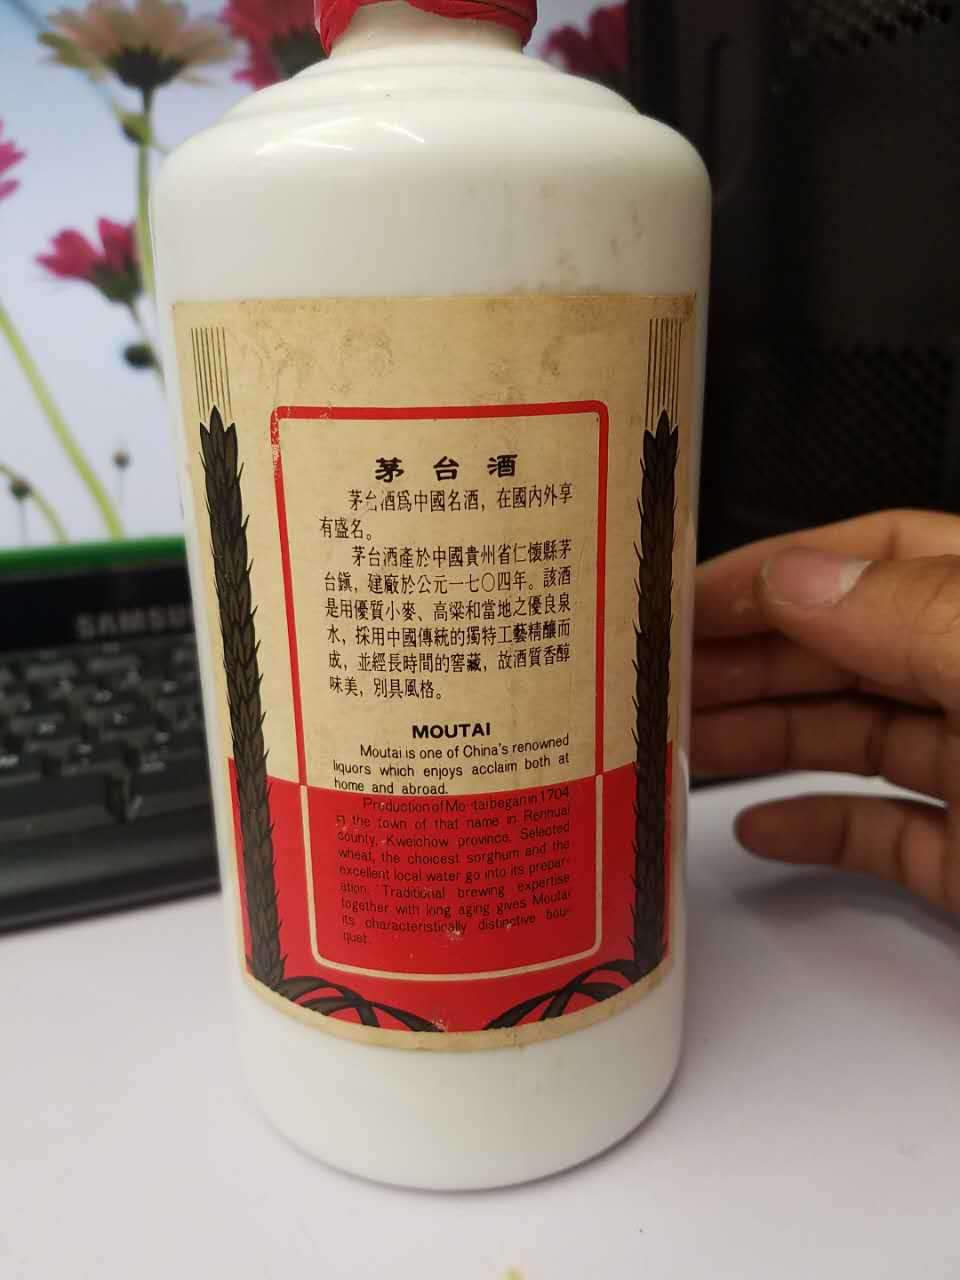 SAMSUNG
茅台酒
茅台酒爲中國名酒，在國內外享
有盛名。
茅台酒產於中國貴州省仁懷縣茅
台鎮，建廠於公元一七〇四年。該酒
是用優質小麥、高粱和當地之優良泉
水，採用中國傳統的獨特工藝精釀而
成，並經長時間的窖藏，故酒質香醇
味美，別具風格。
MOUTAI
Moutai is one of China's renowned
liquors which enjoys acclaim both at
home and abroad.
Production of Moutai began in 1704
in the town of that name in Renhuai
county, Kweichow province. Selected
wheat, the choicest sorghum and the
excellent local water go into its prepar-
ation. Traditional brewing expertise
together with long aging gives Moutai
its characteristically distinctive bou-
quet.